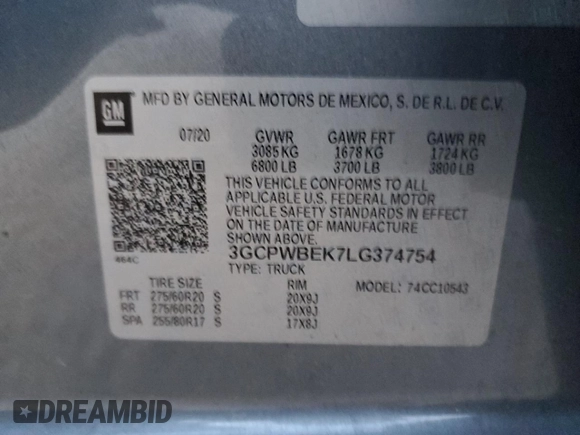 GM MFD BY GENERAL MOTORS DE MEXICO, S. DE R.L. DE C.V.
07/20 GVWR GAWR FRT GAWR RR
3085 KG 1678 KG 1724 KG
6800 LB 3700 LB 3800 LB
THIS VEHICLE CONFORMS TO ALL
APPLICABLE U.S. FEDERAL MOTOR
VEHICLE SAFETY STANDARDS IN EFFECT
ON THE DATE OF MANUFACTURE
SHOWN ABOVE.
3GCPWBEK7LG374754
464C TYPE: TRUCK
TIRE SIZE RIM MODEL: 74CC10543
FRT 275/60R20 S 20X9J
RR 275/60R20 S 20X9J
SPA 255/80R17 S 17X8J
DREAMBID